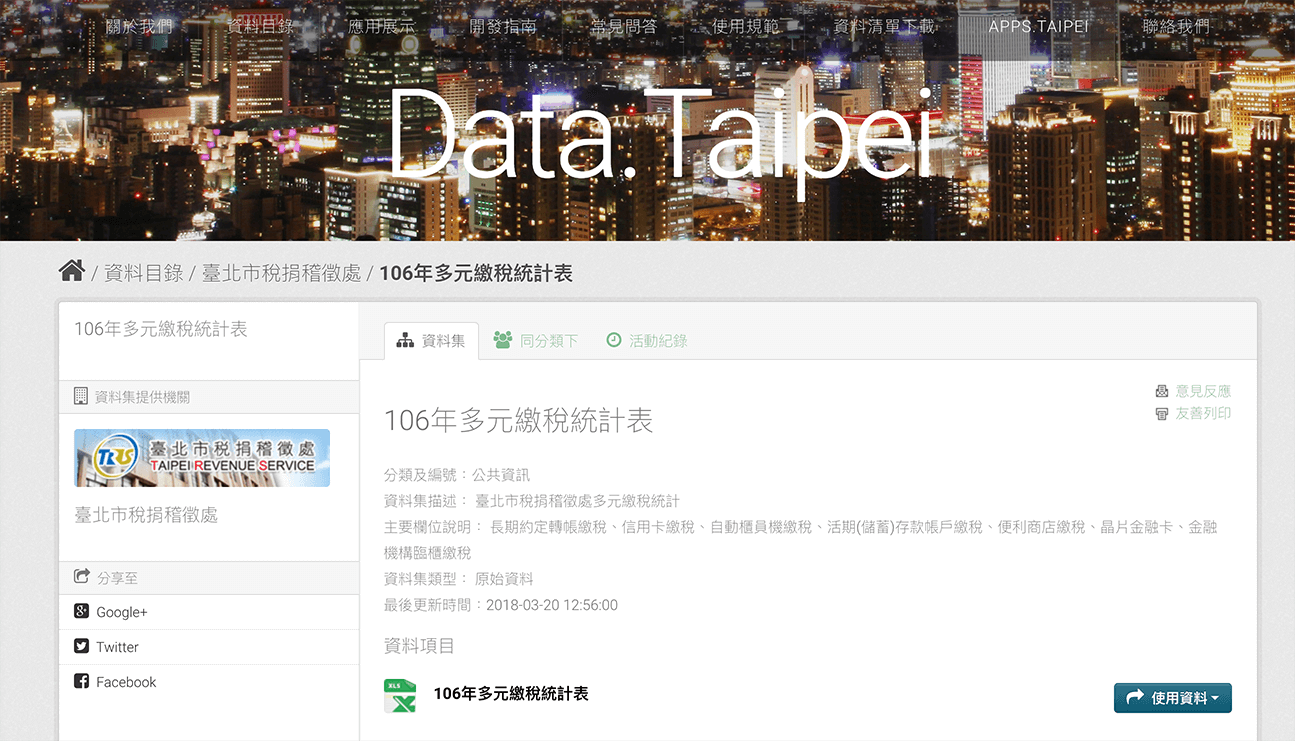 關於我們 資料目錄 應用展示 開發指南 常見問答 使用規範 資料清單下載 APPS.TAIPEI 聯絡我們
Data.Taipei
/ 資料目錄 / 臺北市稅捐稽徵處 / 106年多元繳稅統計表
106年多元繳稅統計表
資料集 同分類下 活動紀錄
資料集提供機關
意見反應
友善列印
106年多元繳稅統計表
TRS 臺北市稅捐稽徵處
TAIPEI REVENUE SERVICE
臺北市稅捐稽徵處
分類及編號：公共資訊
資料集描述： 臺北市稅捐稽徵處多元繳稅統計
主要欄位說明： 長期約定轉帳繳稅、信用卡繳稅、自動櫃員機繳稅、活期(儲蓄)存款帳戶繳稅、便利商店繳稅、晶片金融卡、金融
機構臨櫃繳稅
資料集類型： 原始資料
最後更新時間：2018-03-20 12:56:00
分享至
Google+
Twitter
Facebook
資料項目
XLS
106年多元繳稅統計表
使用資料